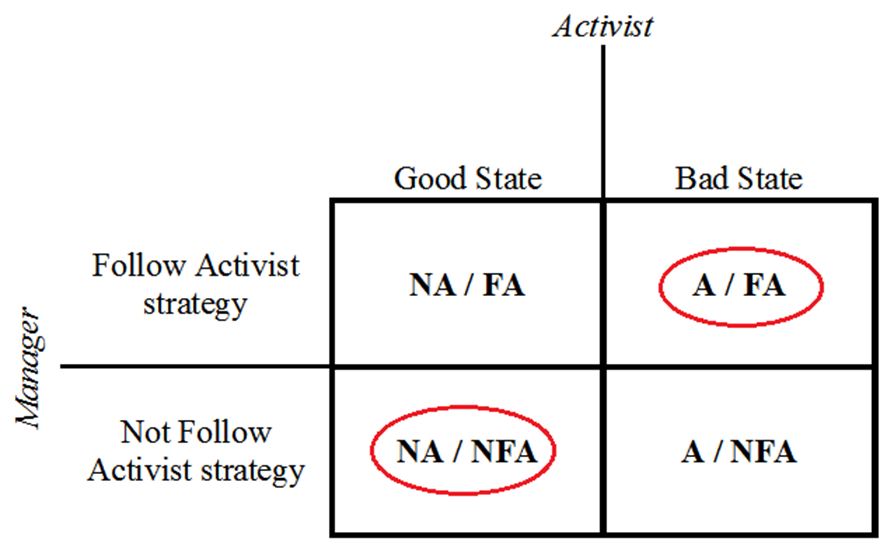 Activist
Good State
Bad State
Follow Activist
strategy
NA / FA
A / FA
Manager
Not Follow
Activist strategy
NA / NFA
A / NFA